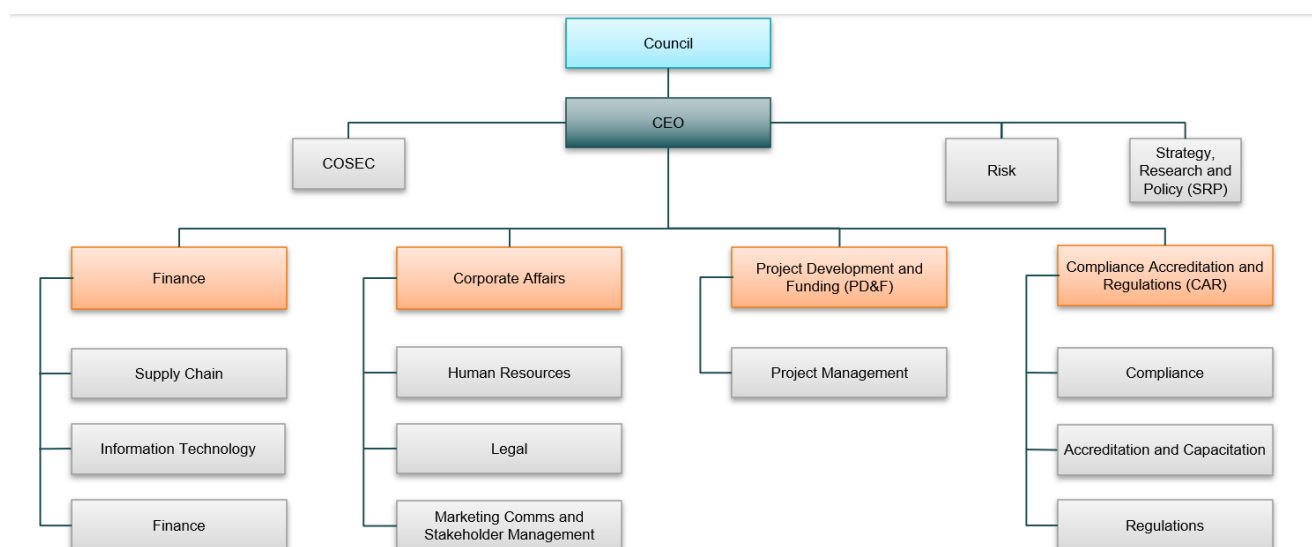 Council
CEO
COSEC
Risk
Strategy,
Research and
Policy (SRP)
Finance
Corporate Affairs
Project Development and
Funding (PD&F)
Compliance Accreditation and
Regulations (CAR)
Supply Chain
Human Resources
Project Management
Compliance
Information Technology
Legal
Accreditation and Capacitation
Finance
Marketing Comms and
Stakeholder Management
Regulations